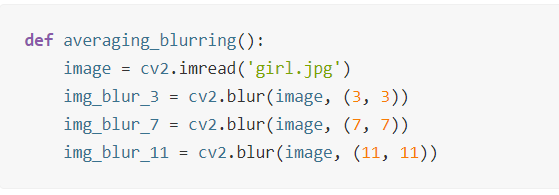 def averaging_blurring():
    image = cv2.imread('girl.jpg')
    img_blur_3 = cv2.blur(image, (3, 3))
    img_blur_7 = cv2.blur(image, (7, 7))
    img_blur_11 = cv2.blur(image, (11, 11))